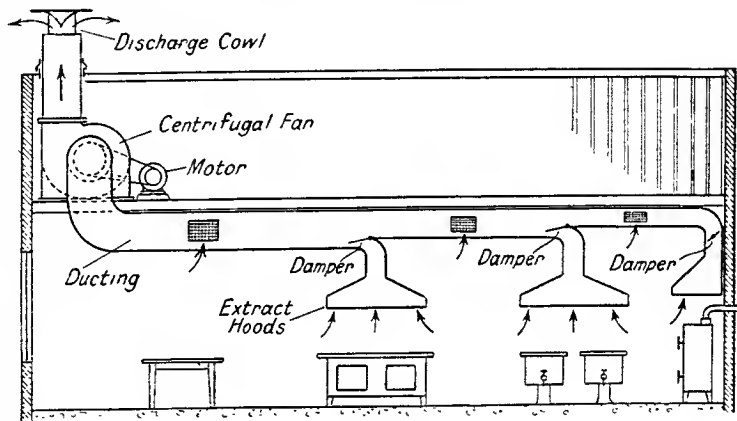 Discharge Cowl
Centrifugal Fan
Motor
Ducting
Damper
Damper
Damper
Extract
Hoods